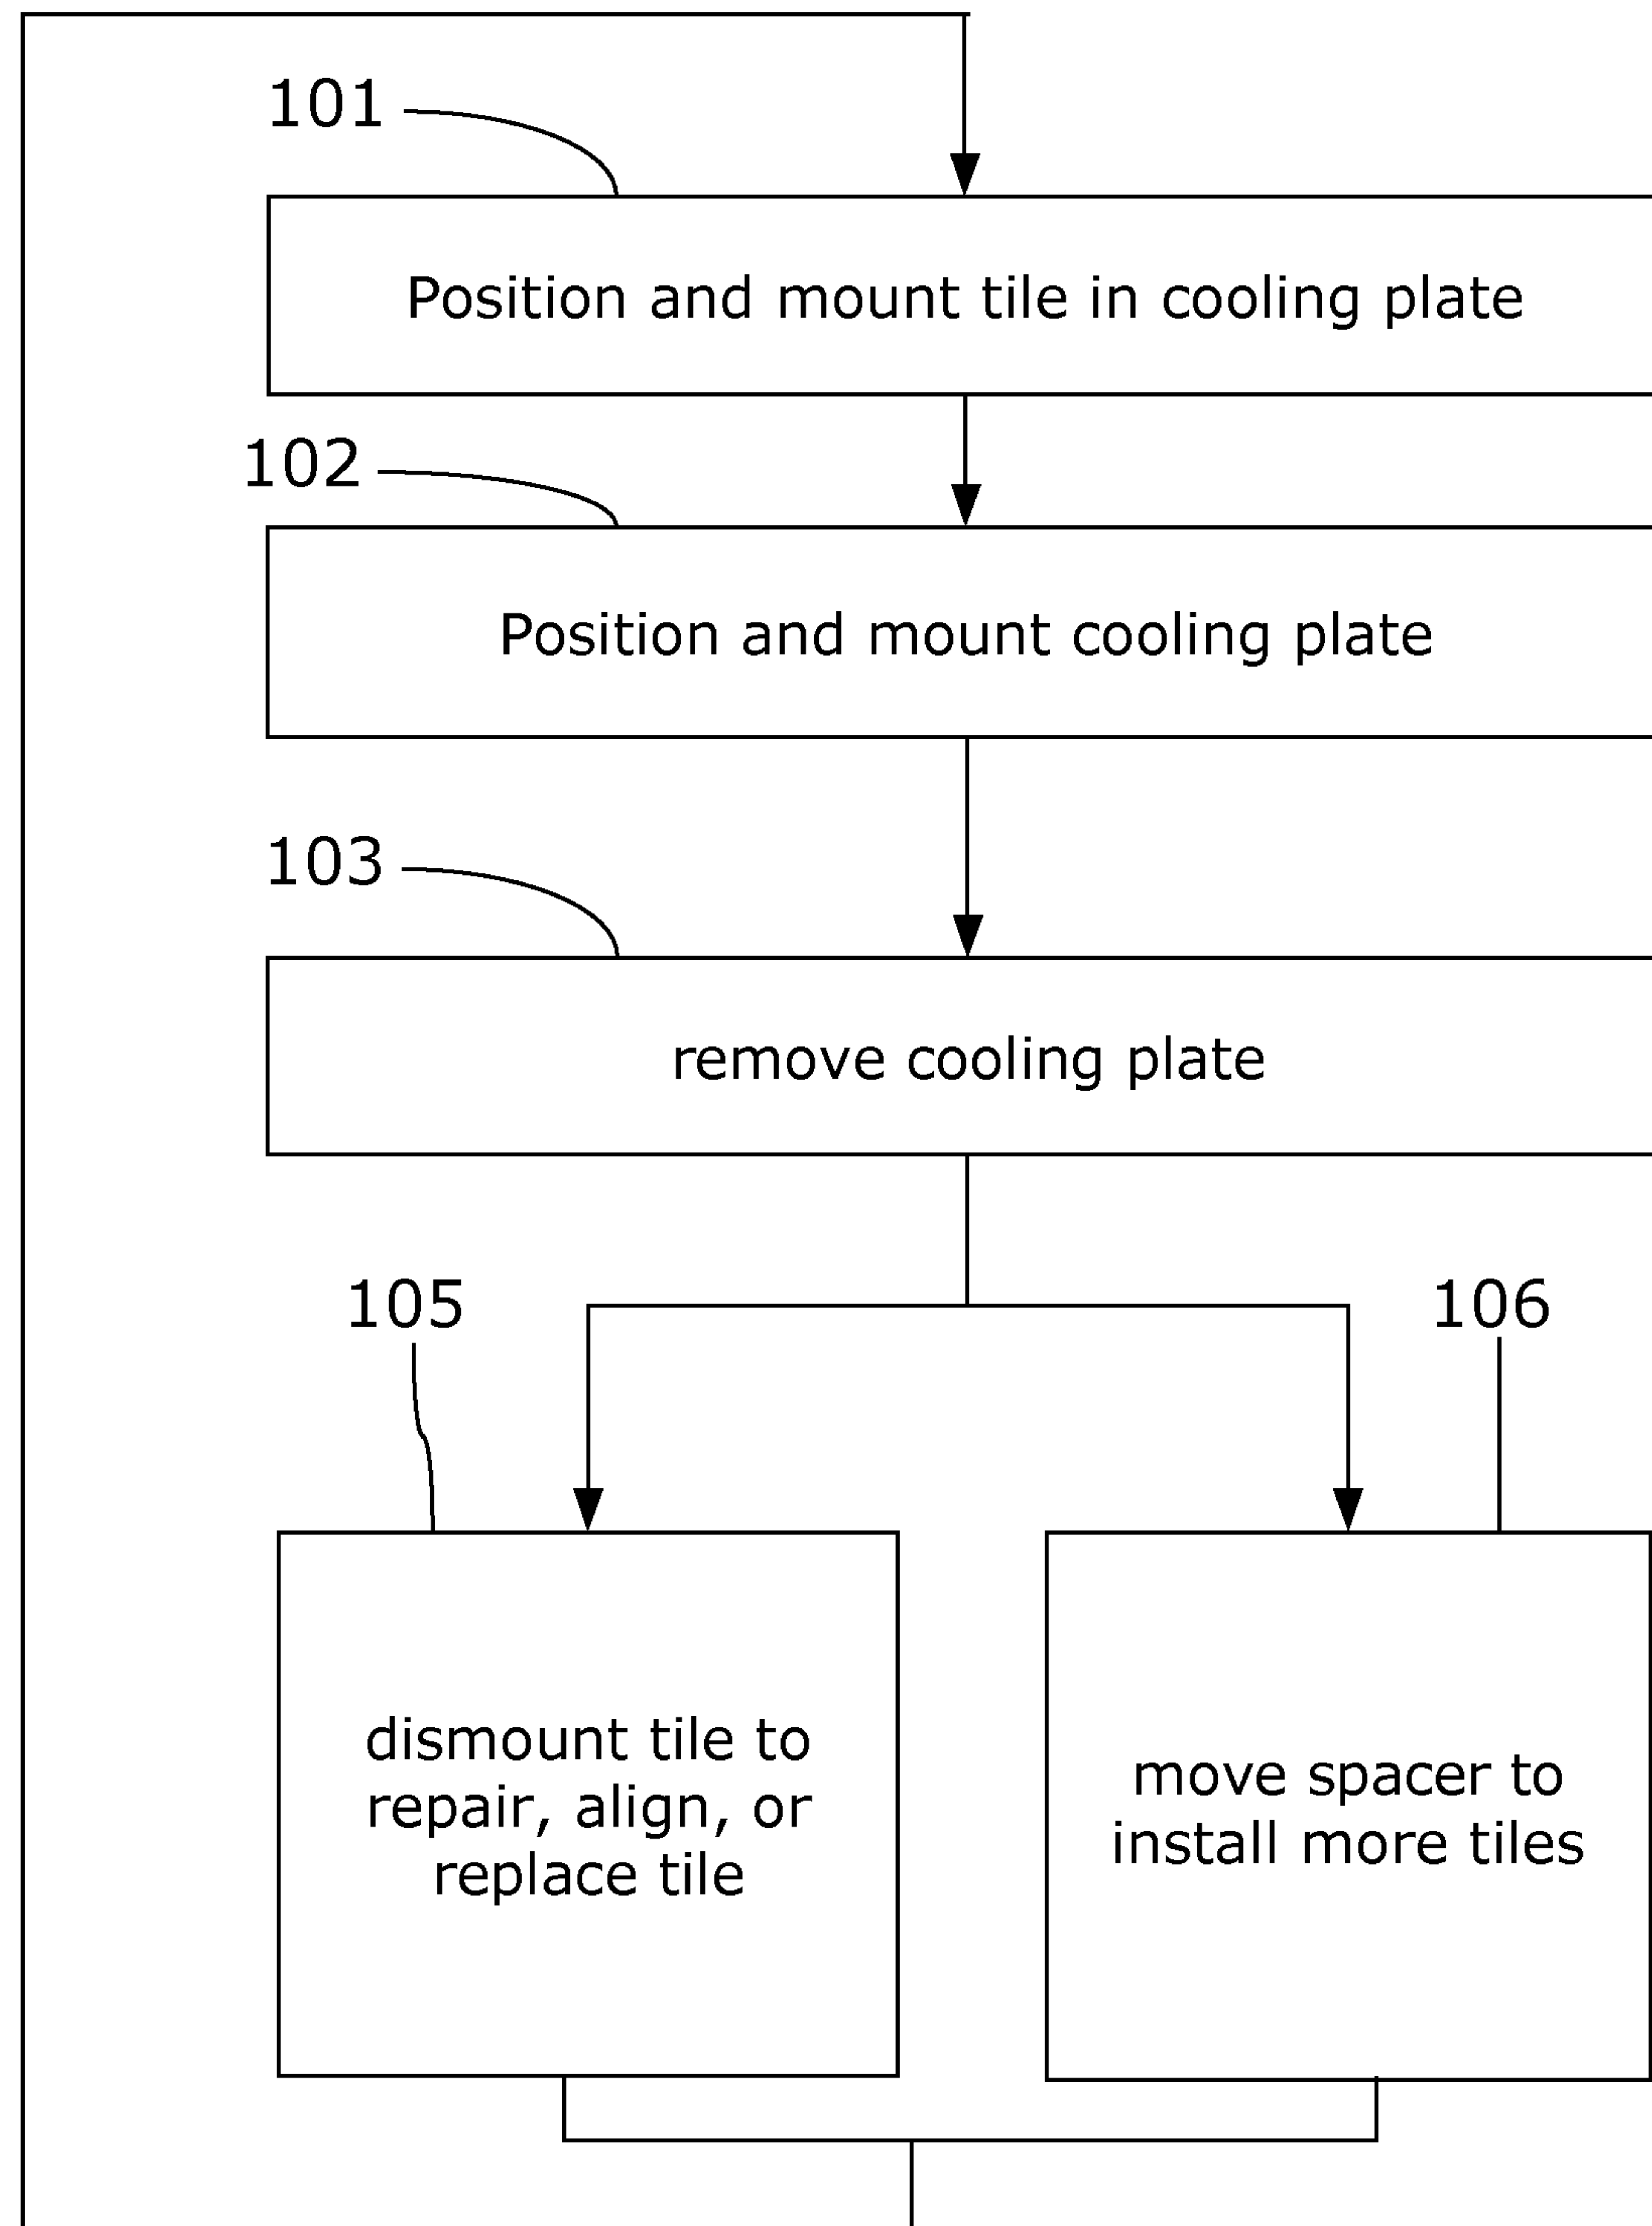 101
Position and mount tile in cooling plate
102
Position and mount cooling plate
103
remove cooling plate
105
106
dismount tile to
repair, align, or
replace tile
move spacer to
install more tiles